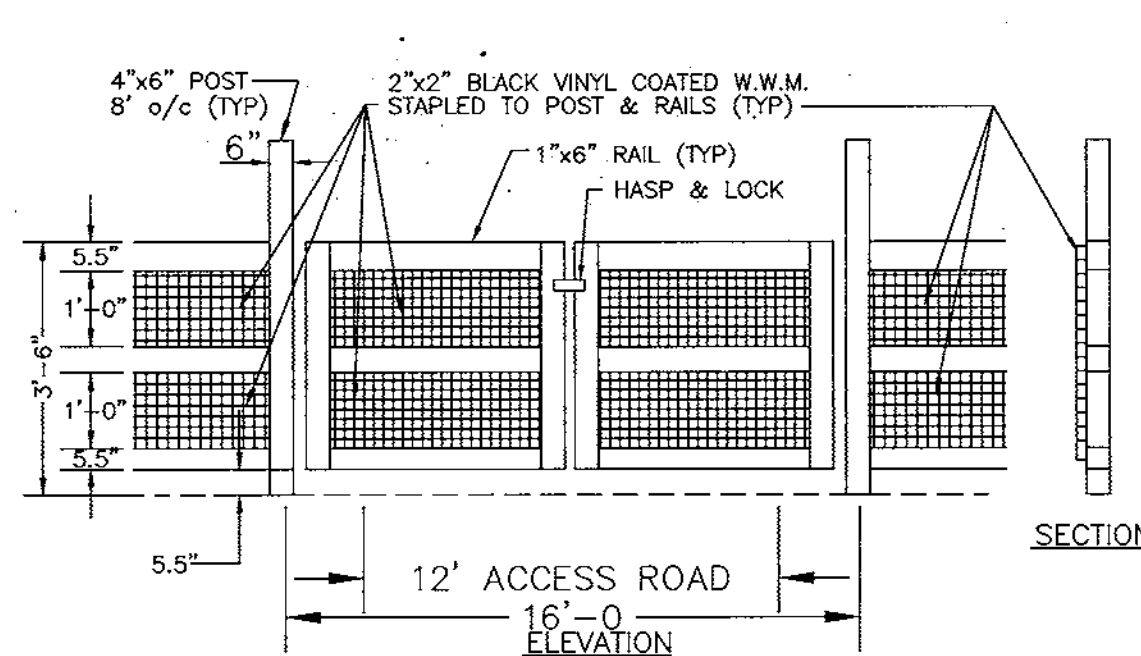 4"x6" POST
8' o/c (TYP)
2"x2" BLACK VINYL COATED W.W.M.
STAPLED TO POST & RAILS (TYP)
6"
1"x6" RAIL (TYP)
HASP & LOCK
5.5"
1'-0"
3'-6"
1'-0"
5.5"
5.5"
SECTION
12' ACCESS ROAD
16'-0
ELEVATION